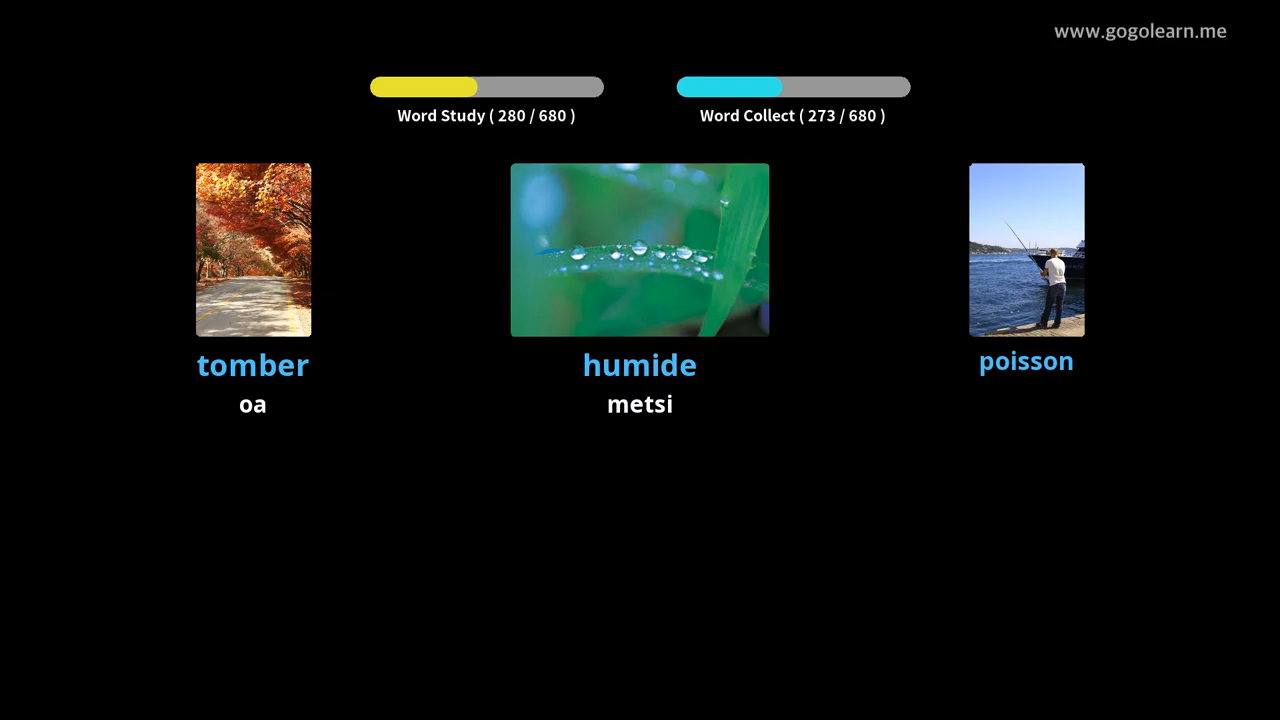 www.gogolearn.me
Word Study ( 280 / 680 )
Word Collect ( 273 / 680 )
tomber
oa
humide
metsi
poisson